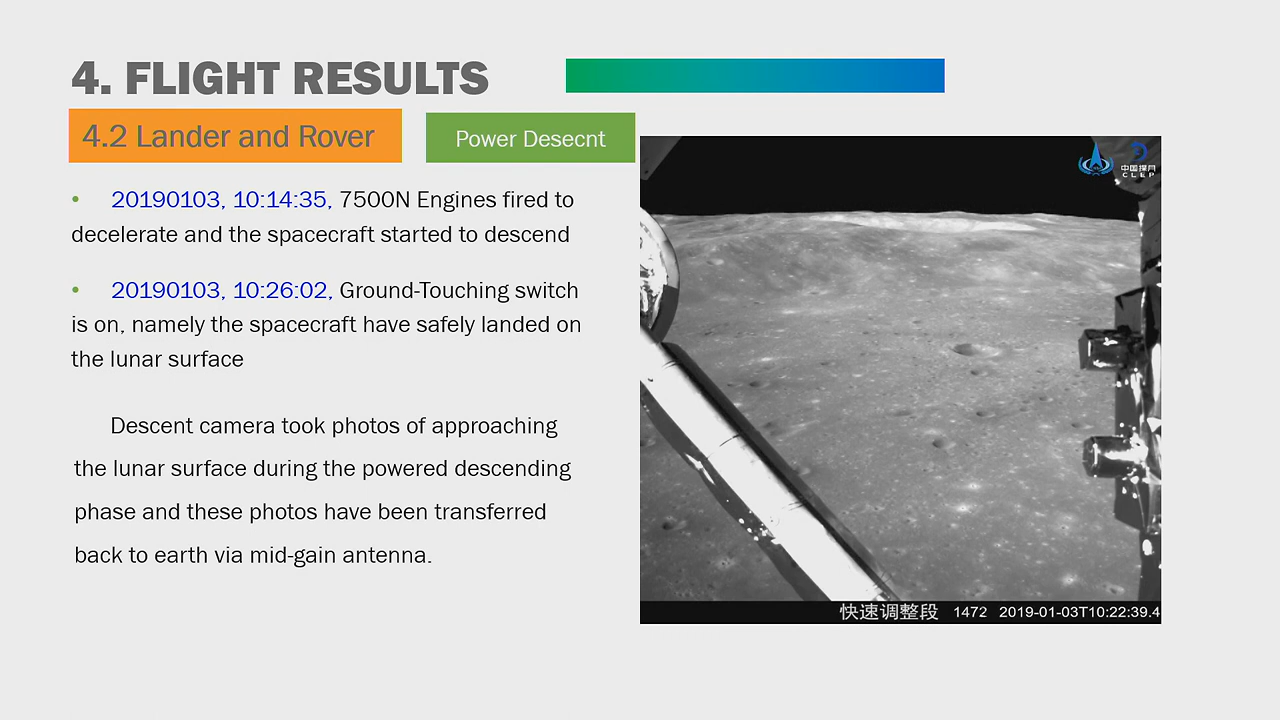 4. FLIGHT RESULTS
4.2 Lander and Rover
Power Desecnt
• 20190103, 10:14:35, 7500N Engines fired to
decelerate and the spacecraft started to descend
• 20190103, 10:26:02, Ground-Touching switch
is on, namely the spacecraft have safely landed on
the lunar surface
Descent camera took photos of approaching
the lunar surface during the powered descending
phase and these photos have been transferred
back to earth via mid-gain antenna.
中国探月
CLEP
快速调整段 1472 2019-01-03T10:22:39.4